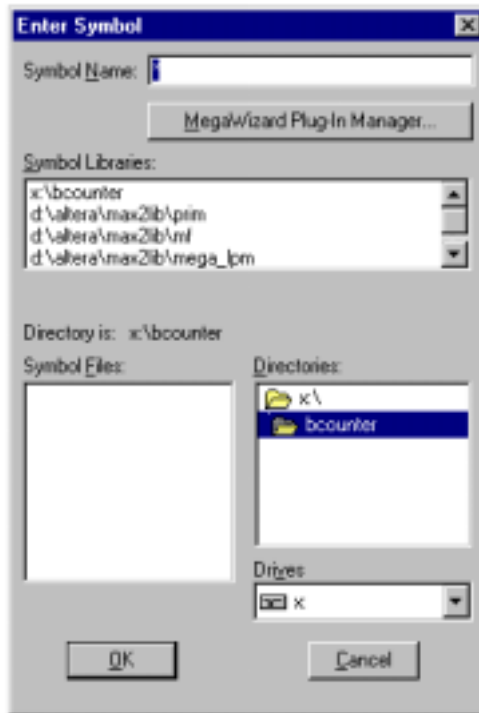 Enter Symbol
Symbol Name:
MegaWizard Plug-In Manager...
Symbol Libraries:
x:\bcounter
d:\altera\max2lib\prim
d:\altera\max2lib\mf
d:\altera\max2lib\mega_lpm
Directory is: x:\bcounter
Symbol Files:
Directories:
x:\
bcounter
Drives
x
OK
Cancel